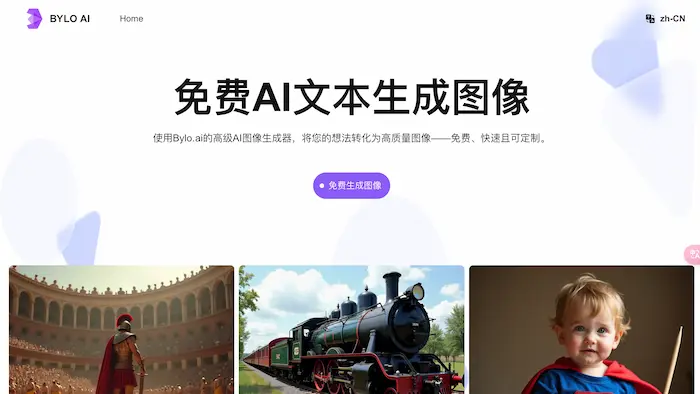 BYLO AI
Home
zh-CN
免费AI文本生成图像
使用Bylo.ai的高级AI图像生成器，将您的想法转化为高质量图像——免费、快速且可定制。
免费生成图像